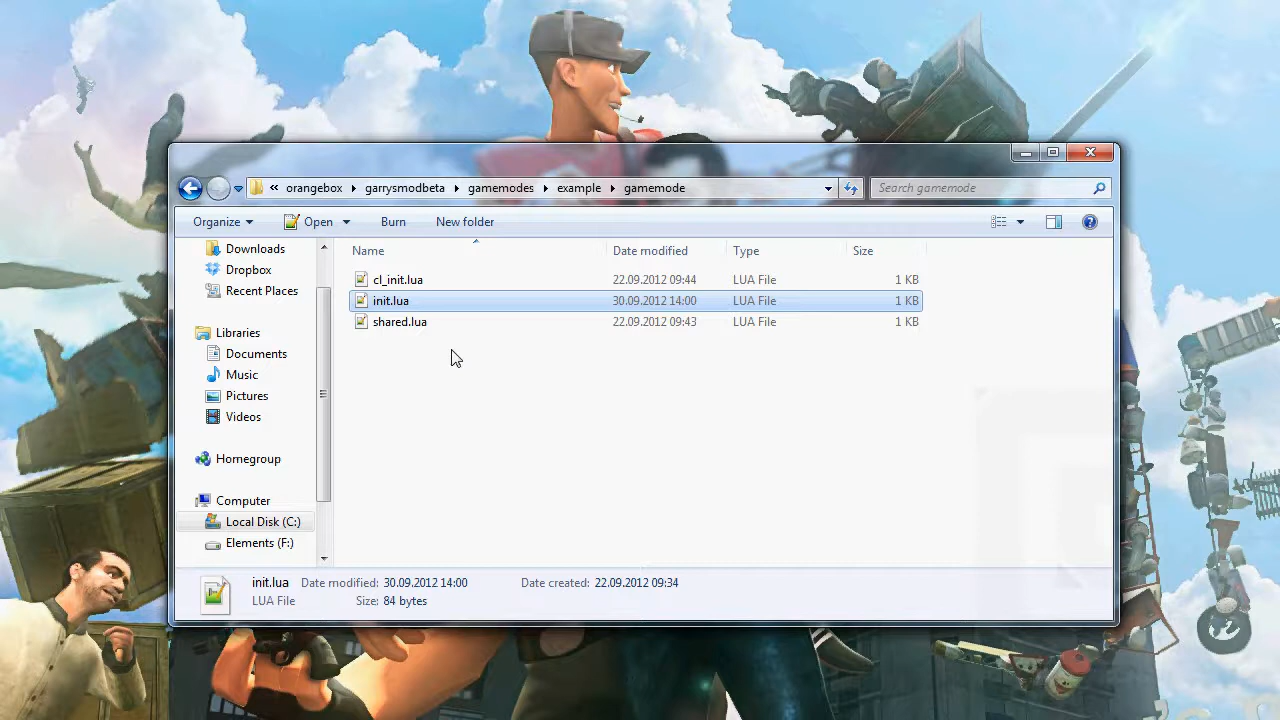 « orangebox garrysmodbeta gamemodes example gamemode Search gamemode
Organize Open Burn New folder
Downloads
Dropbox
Recent Places
Libraries
Documents
Music
Pictures
Videos
Homegroup
Computer
Local Disk (C:)
Elements (F:)
Name Date modified Type Size
cl_init.lua 22.09.2012 09:44 LUA File 1 KB
init.lua 30.09.2012 14:00 LUA File 1 KB
shared.lua 22.09.2012 09:43 LUA File 1 KB
init.lua Date modified: 30.09.2012 14:00 Date created: 22.09.2012 09:34
LUA File Size: 84 bytes